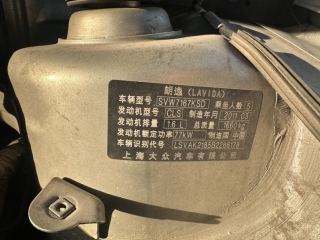 朗逸(LAVIDA)
车辆型号 SVW7167KSD 乘坐人数 5
发动机型号 CLS 制造年月 2011 03
发动机排量 1.6 L 总质量 1660 kg
发动机额定功率 77kW 制造国 中国
车辆识别代号 LSVAK2185B2266178
上海大众汽车有限公司